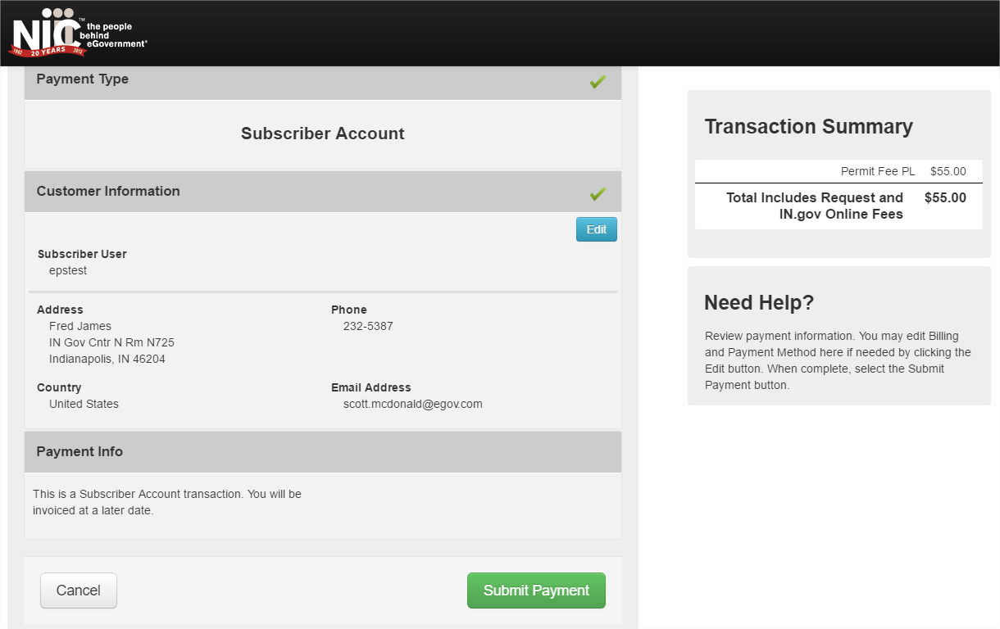 NIC™
the people
behind
eGovernment®
1992 20 YEARS 2012
Payment Type
Subscriber Account
Customer Information
Edit
Subscriber User
epstest
Address
Fred James
IN Gov Cntr N Rm N725
Indianapolis, IN 46204
Phone
232-5387
Country
United States
Email Address
scott.mcdonald@egov.com
Payment Info
This is a Subscriber Account transaction. You will be
invoiced at a later date.
Cancel
Submit Payment
Transaction Summary
Permit Fee PL $55.00
Total Includes Request and $55.00
IN.gov Online Fees
Need Help?
Review payment information. You may edit Billing
and Payment Method here if needed by clicking the
Edit button. When complete, select the Submit
Payment button.